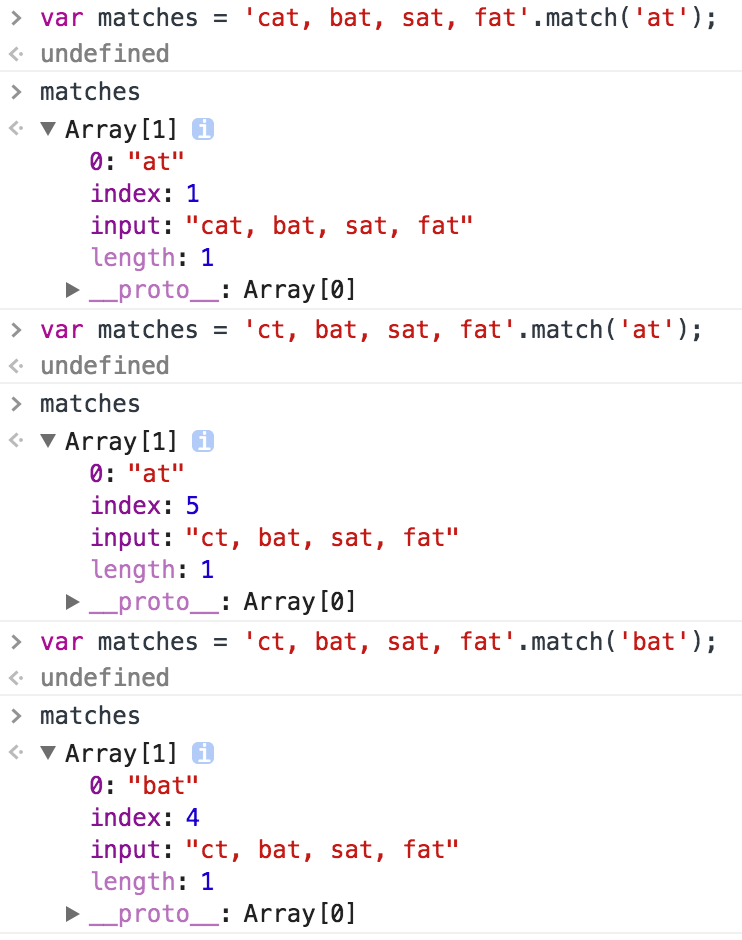 > var matches = 'cat, bat, sat, fat'.match('at');
undefined
> matches
▼ Array[1] i
0: "at"
index: 1
input: "cat, bat, sat, fat"
length: 1
▶ __proto__: Array[0]
> var matches = 'ct, bat, sat, fat'.match('at');
undefined
> matches
▼ Array[1] i
0: "at"
index: 5
input: "ct, bat, sat, fat"
length: 1
▶ __proto__: Array[0]
> var matches = 'ct, bat, sat, fat'.match('bat');
undefined
> matches
▼ Array[1] i
0: "bat"
index: 4
input: "ct, bat, sat, fat"
length: 1
▶ __proto__: Array[0]